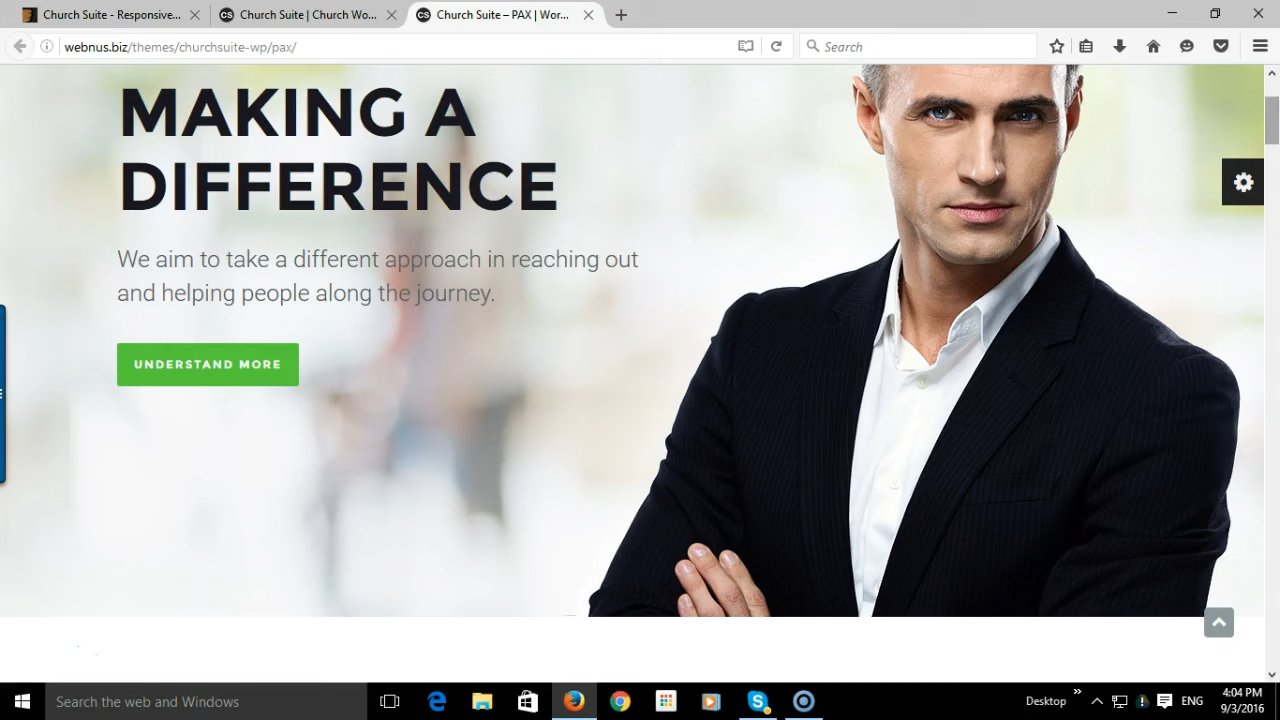 Church Suite - Responsive...
Church Suite | Church Wo...
Church Suite – PAX | Wor...
webnus.biz/themes/churchsuite-wp/pax/
Search
MAKING A
DIFFERENCE
We aim to take a different approach in reaching out
and helping people along the journey.
UNDERSTAND MORE
Search the web and Windows
Desktop
ENG
4:04 PM
9/3/2016